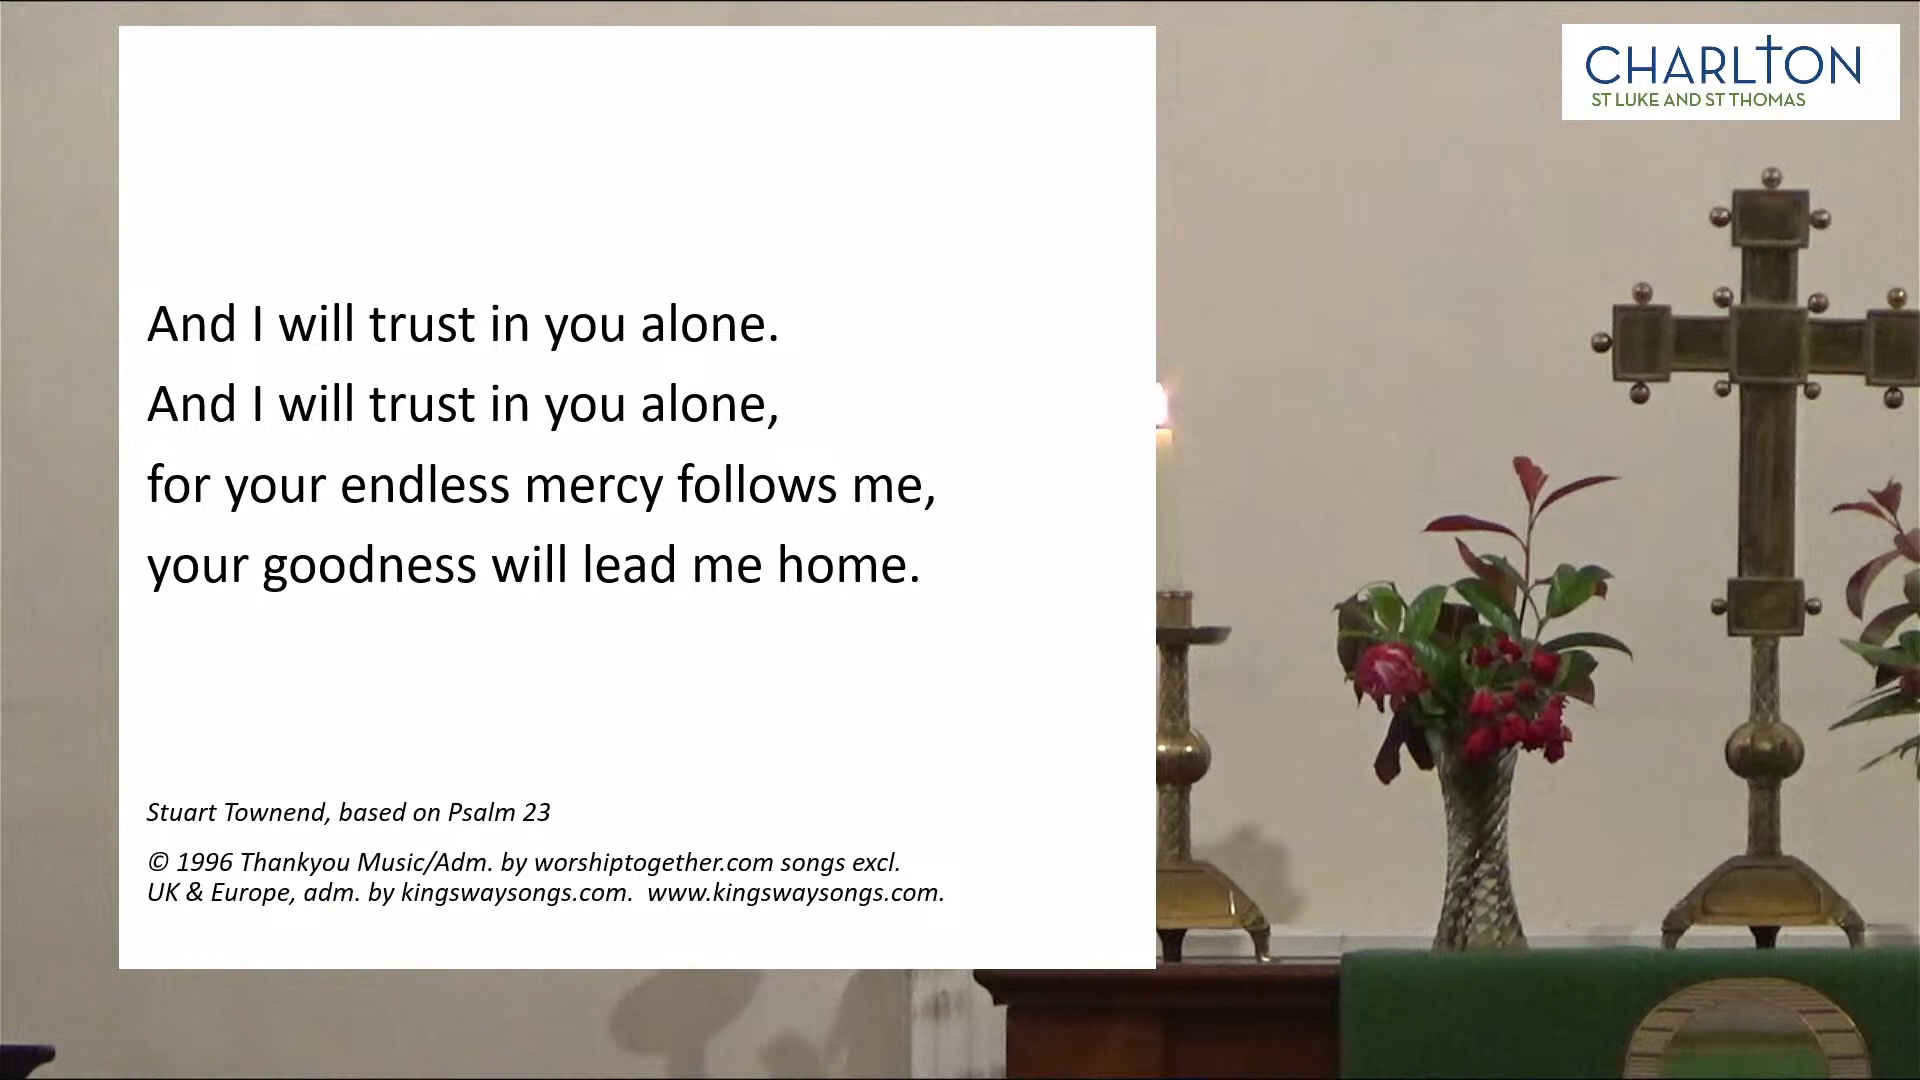 CHARLTON
ST LUKE AND ST THOMAS
And I will trust in you alone.
And I will trust in you alone,
for your endless mercy follows me,
your goodness will lead me home.
Stuart Townend, based on Psalm 23
© 1996 Thankyou Music/Adm. by worshiptogether.com songs excl.
UK & Europe, adm. by kingswaysongs.com.  www.kingswaysongs.com.